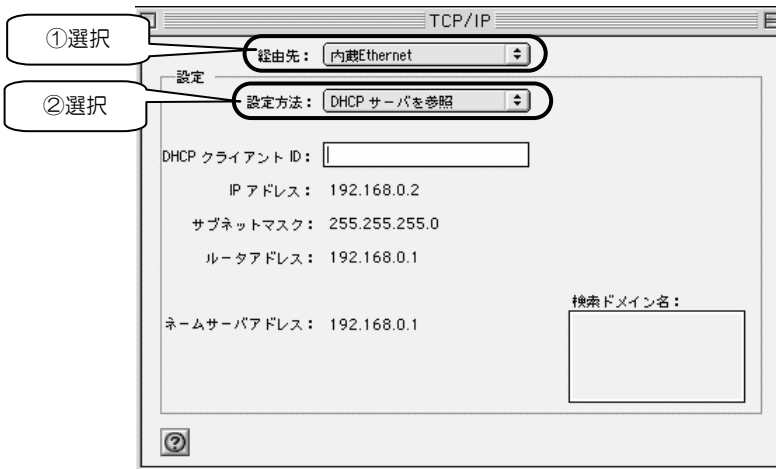 TCP/IP
①選択
経由先： 内蔵Ethernet
設定
②選択
設定方法： DHCP サーバを参照
DHCP クライアント ID：
IP アドレス： 192.168.0.2
サブネットマスク： 255.255.255.0
ルータアドレス： 192.168.0.1
検索ドメイン名：
ネームサーバアドレス： 192.168.0.1
?